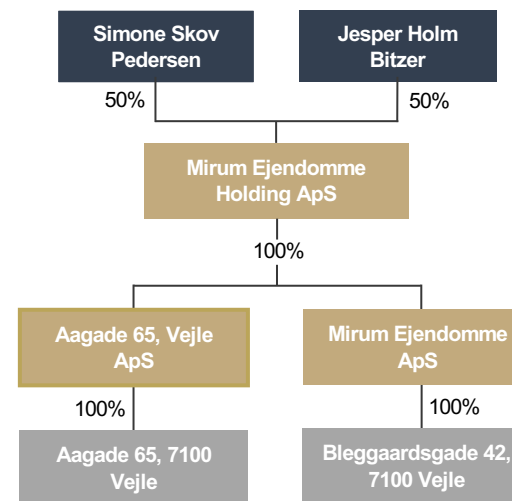 Simone Skov
Pedersen
Jesper Holm
Bitzer
50%
50%
Mirum Ejendomme
Holding ApS
100%
Aagade 65, Vejle
ApS
Mirum Ejendomme
ApS
100%
100%
Aagade 65, 7100
Vejle
Bleggaardsgade 42,
7100 Vejle